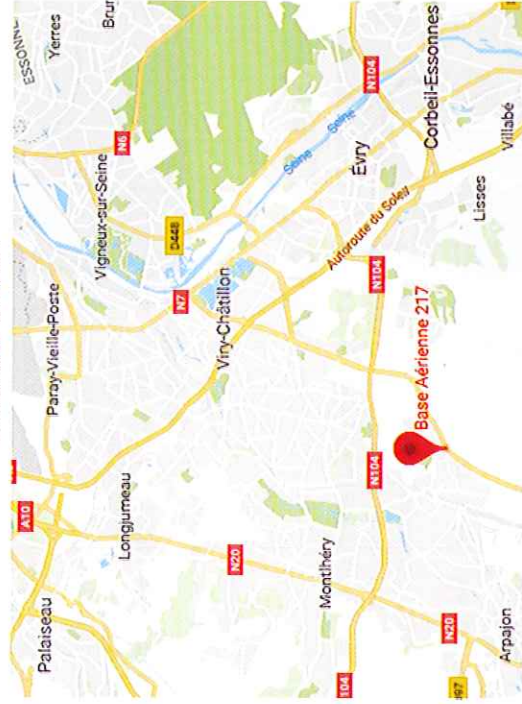 ESSONNE
Yerres
Brun
N6
Vigneux-sur-Seine
D448
Paray-Vieille-Poste
N7
A10
Palaiseau
Longjumeau
Viry-Châtillon
Seine
Seine
N104
Évry
Corbeil-Essonnes
Autoroute du Soleil
N104
Lisses
Villabé
N20
Montlhéry
N104
Base Aérienne 217
104
N20
Arpajon